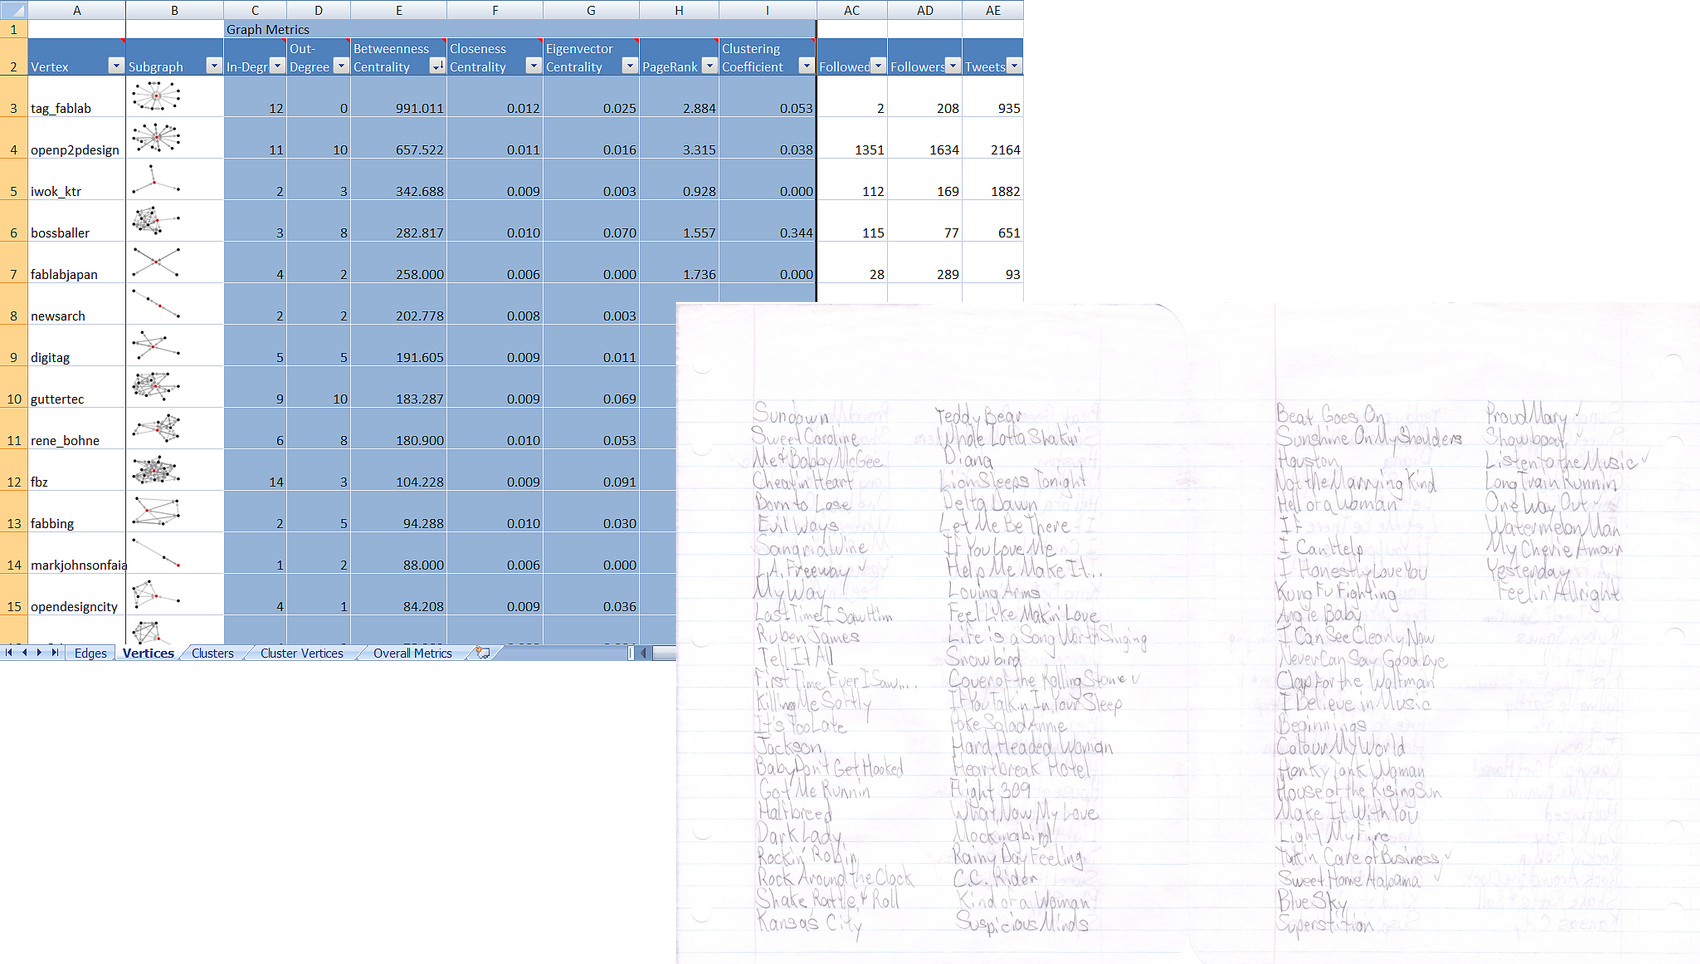 A B C D E F G H I AC AD AE
1 Graph Metrics
2 Vertex Subgraph In-Degr Out-Degree Betweenness Centrality Closeness Centrality Eigenvector Centrality PageRank Clustering Coefficient Followed Followers Tweets
3 tag_fablab 12 0 991.011 0.012 0.025 2.884 0.053 2 208 935
4 openp2pdesign 11 10 657.522 0.011 0.016 3.315 0.038 1351 1634 2164
5 iwok_ktr 2 3 342.688 0.009 0.003 0.928 0.000 112 169 1882
6 bossballer 3 8 282.817 0.010 0.070 1.557 0.344 115 77 651
7 fablabjapan 4 2 258.000 0.006 0.000 1.736 0.000 28 289 93
8 newsarch 2 2 202.778 0.008 0.003
9 digitag 5 5 191.605 0.009 0.011
10 guttertec 9 10 183.287 0.009 0.069
11 rene_bohne 6 8 180.900 0.010 0.053
12 fbz 14 3 104.228 0.009 0.091
13 fabbing 2 5 94.288 0.010 0.030
14 markjohnsonfaia 1 2 88.000 0.006 0.000
15 opendesigncity 4 1 84.208 0.009 0.036
Edges Vertices Clusters Cluster Vertices Overall Metrics
Sundown
Sweet Caroline
Me & Bobby McGee
Cheatin' Heart
Born to Lose
Evil Ways
Sangria Wine
L.A. Freeway
My Way
Last Time I Saw Him
Ruben James
Tell It All
First Time Ever I Saw...
Killing Me Softly
It's Too Late
Jackson
Baby Don't Get Hooked
Got Me Runnin
Halfbreed
Dark Lady
Rockin' Robin
Rock Around the Clock
Shake Rattle & Roll
Kansas City
Teddy Bear
Whole Lotta Shakin'
Diana
Lion Sleeps Tonight
Delta Dawn
Let Me Be There
If You Love Me
Help Me Make It...
Loving Arms
Feel Like Makin' Love
Life is a Song Worth Singing
Snowbird
Cover of the Rolling Stone
If You Talk in Your Sleep
Poke Salad Annie
Hard Headed Woman
Heartbreak Hotel
Flight 309
What Now My Love
Mockingbird
Rainy Day Feeling
C.C. Rider
Kind of a Woman
Suspicious Minds
Beat Goes On
Sunshine On My Shoulders
Houston
Not the Marrying Kind
Hell of a Woman
If
I Can Help
I Honestly Love You
Kung Fu Fighting
Angie Baby
I Can See Clearly Now
Never Can Say Goodbye
Clap For the Wolfman
I Believe in Music
Beginnings
Colour My World
Honky Tonk Woman
House of the Rising Sun
Make It With You
Light My Fire
Takin' Care of Business
Sweet Home Alabama
Blue Sky
Superstition
Proud Mary
Showboat
Listen to the Music
Long Train Runnin
One Way Out
Watermelon Man
My Cherie Amour
Yesterday
Feelin' Alright